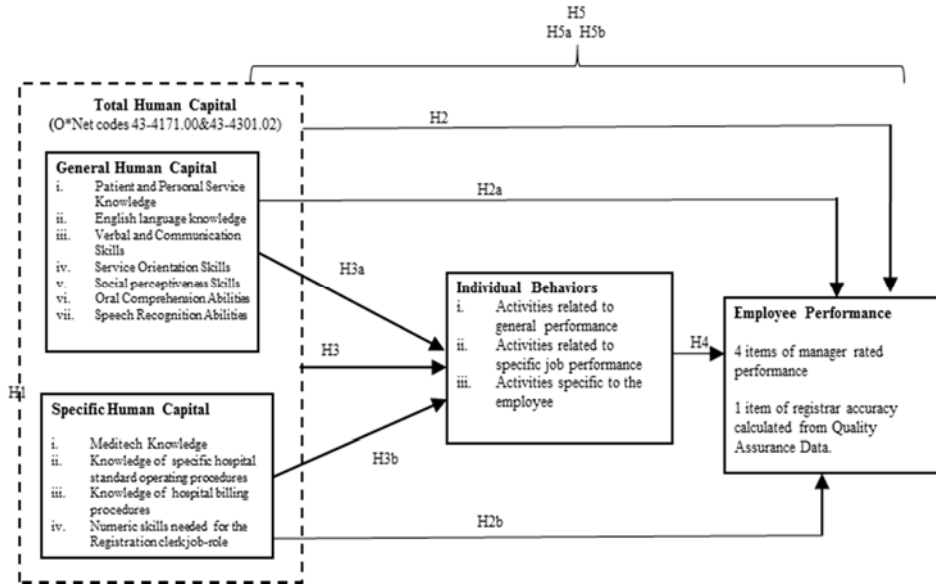 H5
H5a H5b
Total Human Capital
(O*Net codes 43-4171.00&43-4301.02)
H2
General Human Capital
i. Patient and Personal Service
Knowledge
ii. English language knowledge
iii. Verbal and Communication
Skills
iv. Service Orientation Skills
v. Social perceptiveness Skills
vi. Oral Comprehension Abilities
vii. Speech Recognition Abilities
H2a
H3a
Individual Behaviors
i. Activities related to
general performance
ii. Activities related to
specific job performance
iii. Activities specific to the
employee
Employee Performance
4 items of manager rated
performance
1 item of registrar accuracy
calculated from Quality
Assurance Data.
H3
H4
H1
Specific Human Capital
i. Meditech Knowledge
ii. Knowledge of specific hospital
standard operating procedures
iii. Knowledge of hospital billing
procedures
iv. Numeric skills needed for the
Registration clerk job-role
H3b
H2b